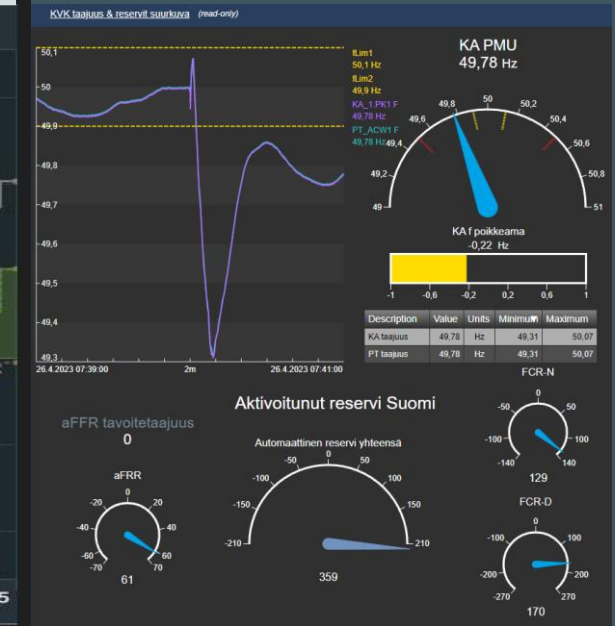 KVK taajuus & reservit suurkuva (read-only)
50,1
50
49,9
49,8
49,7
49,6
49,5
49,4
49,3
26.4.2023 07:39:00
2m
26.4.2023 07:41:00
fLim1
50,1 Hz
fLim2
49,9 Hz
KA_1.PK1 F
49,78 Hz
PT_ACW1 F
49,78 Hz
KA PMU
49,78 Hz
49
49,2
49,4
49,6
49,8
50
50,2
50,4
50,6
50,8
51
KA f poikkeama
-0,22 Hz
-1 -0,6 -0,2 0,2 0,6 1
Description Value Units Minimum Maximum
KA taajuus 49,78 Hz 49,31 50,07
PT taajuus 49,78 Hz 49,31 50,07
aFFR tavoitetaajuus
0
aFRR
-70
-60
-40
-20
0
20
40
60
70
61
Aktivoitunut reservi Suomi
Automaattinen reservi yhteensä
-210
-150
-100
-50
0
50
100
150
210
359
FCR-N
-140
-100
-50
0
50
100
140
129
FCR-D
-270
-200
-100
0
100
200
270
170
5